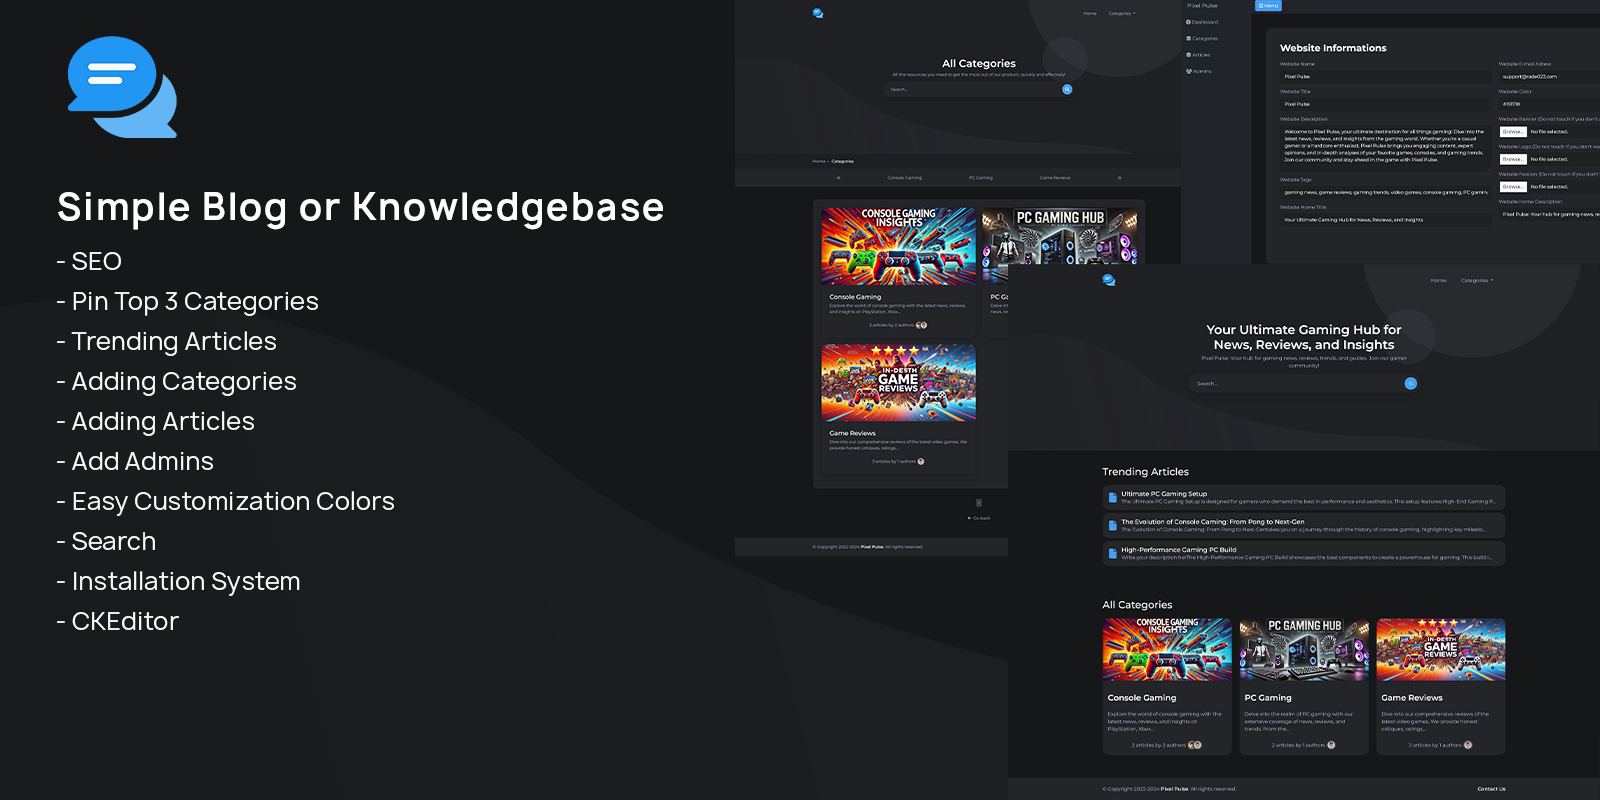 Simple Blog or Knowledgebase
- SEO
- Pin Top 3 Categories
- Trending Articles
- Adding Categories
- Adding Articles
- Add Admins
- Easy Customization Colors
- Search
- Installation System
- CKEditor
Home
Categories
All Categories
All the resources you need to get the most out of our product, quickly and effectively!
Search...
Home
Categories
Console Gaming
PC Gaming
Game Reviews
CONSOLE GAMING
INSIGHTS
Console Gaming
Explore the world of console gaming with the latest news, reviews,
and insights on PlayStation, Xbox...
2 articles by 2 authors
PC GAMING HUB
PC Ga
Delve into
news, re
IN-DESTH
GAME
REVIEWS
Game Reviews
Dive into our comprehensive reviews of the latest video games. We
provide honest critiques, ratings,...
3 articles by 1 authors
Go back
© Copyright 2022-2024 Pixel Pulse. All rights reserved.
Pixel Pulse
Menu
Dashboard
Categories
Articles
Admins
Website Informations
Website Name
Pixel Pulse
Website Title
Pixel Pulse
Website Description
Welcome to Pixel Pulse, your ultimate destination for all things gaming! Dive into the
latest news, reviews, and insights from the gaming world. Whether you're a casual
gamer or a hardcore enthusiast, Pixel Pulse brings you engaging content, expert
opinions, and in-depth analyses of your favorite games, consoles, and gaming trends.
Join our community and stay ahead in the game with Pixel Pulse.
Website Tags
gaming news, game reviews, gaming trends, video games, console gaming, PC gaming
Website Home Title
Your Ultimate Gaming Hub for News, Reviews, and Insights
Website E-mail Adress
support@rade023.com
Website Color
Website Banner (Do not touch if you don't
Browse... No file selected.
Website Logo (Do not touch if you don't wa
Browse... No file selected.
Website Favicon (Do not touch if you don't
Browse... No file selected.
Website Home Description
Pixel Pulse: Your hub for gaming news, re
Home
Categories
Your Ultimate Gaming Hub for
News, Reviews, and Insights
Pixel Pulse: Your hub for gaming news, reviews, trends, and guides. Join our gamer
community!
Search...
Trending Articles
Ultimate PC Gaming Setup
The Ultimate PC Gaming Setup is designed for gamers who demand the best in performance and aesthetics. This setup features:High-End Gaming P...
The Evolution of Console Gaming: From Pong to Next-Gen
The Evolution of Console Gaming: From Pong to Next-Gentakes you on a journey through the history of console gaming, highlighting key milesto...
High-Performance Gaming PC Build
Write your description herThe High-Performance Gaming PC Build showcases the best components to create a powerhouse for gaming. This build i...
All Categories
CONSOLE GAMING
INSIGHTS
Console Gaming
Explore the world of console gaming with the
latest news, reviews, and insights on
PlayStation, Xbox...
2 articles by 2 authors
PC GAMING HUB
PC Gaming
Delve into the realm of PC gaming with our
extensive coverage of news, reviews, and
trends. From the...
2 articles by 1 authors
IN-DESTH
GAME
REVIEWS
Game Reviews
Dive into our comprehensive reviews of the
latest video games. We provide honest
critiques, ratings,...
3 articles by 1 authors
© Copyright 2022-2024 Pixel Pulse. All rights reserved.
Contact Us